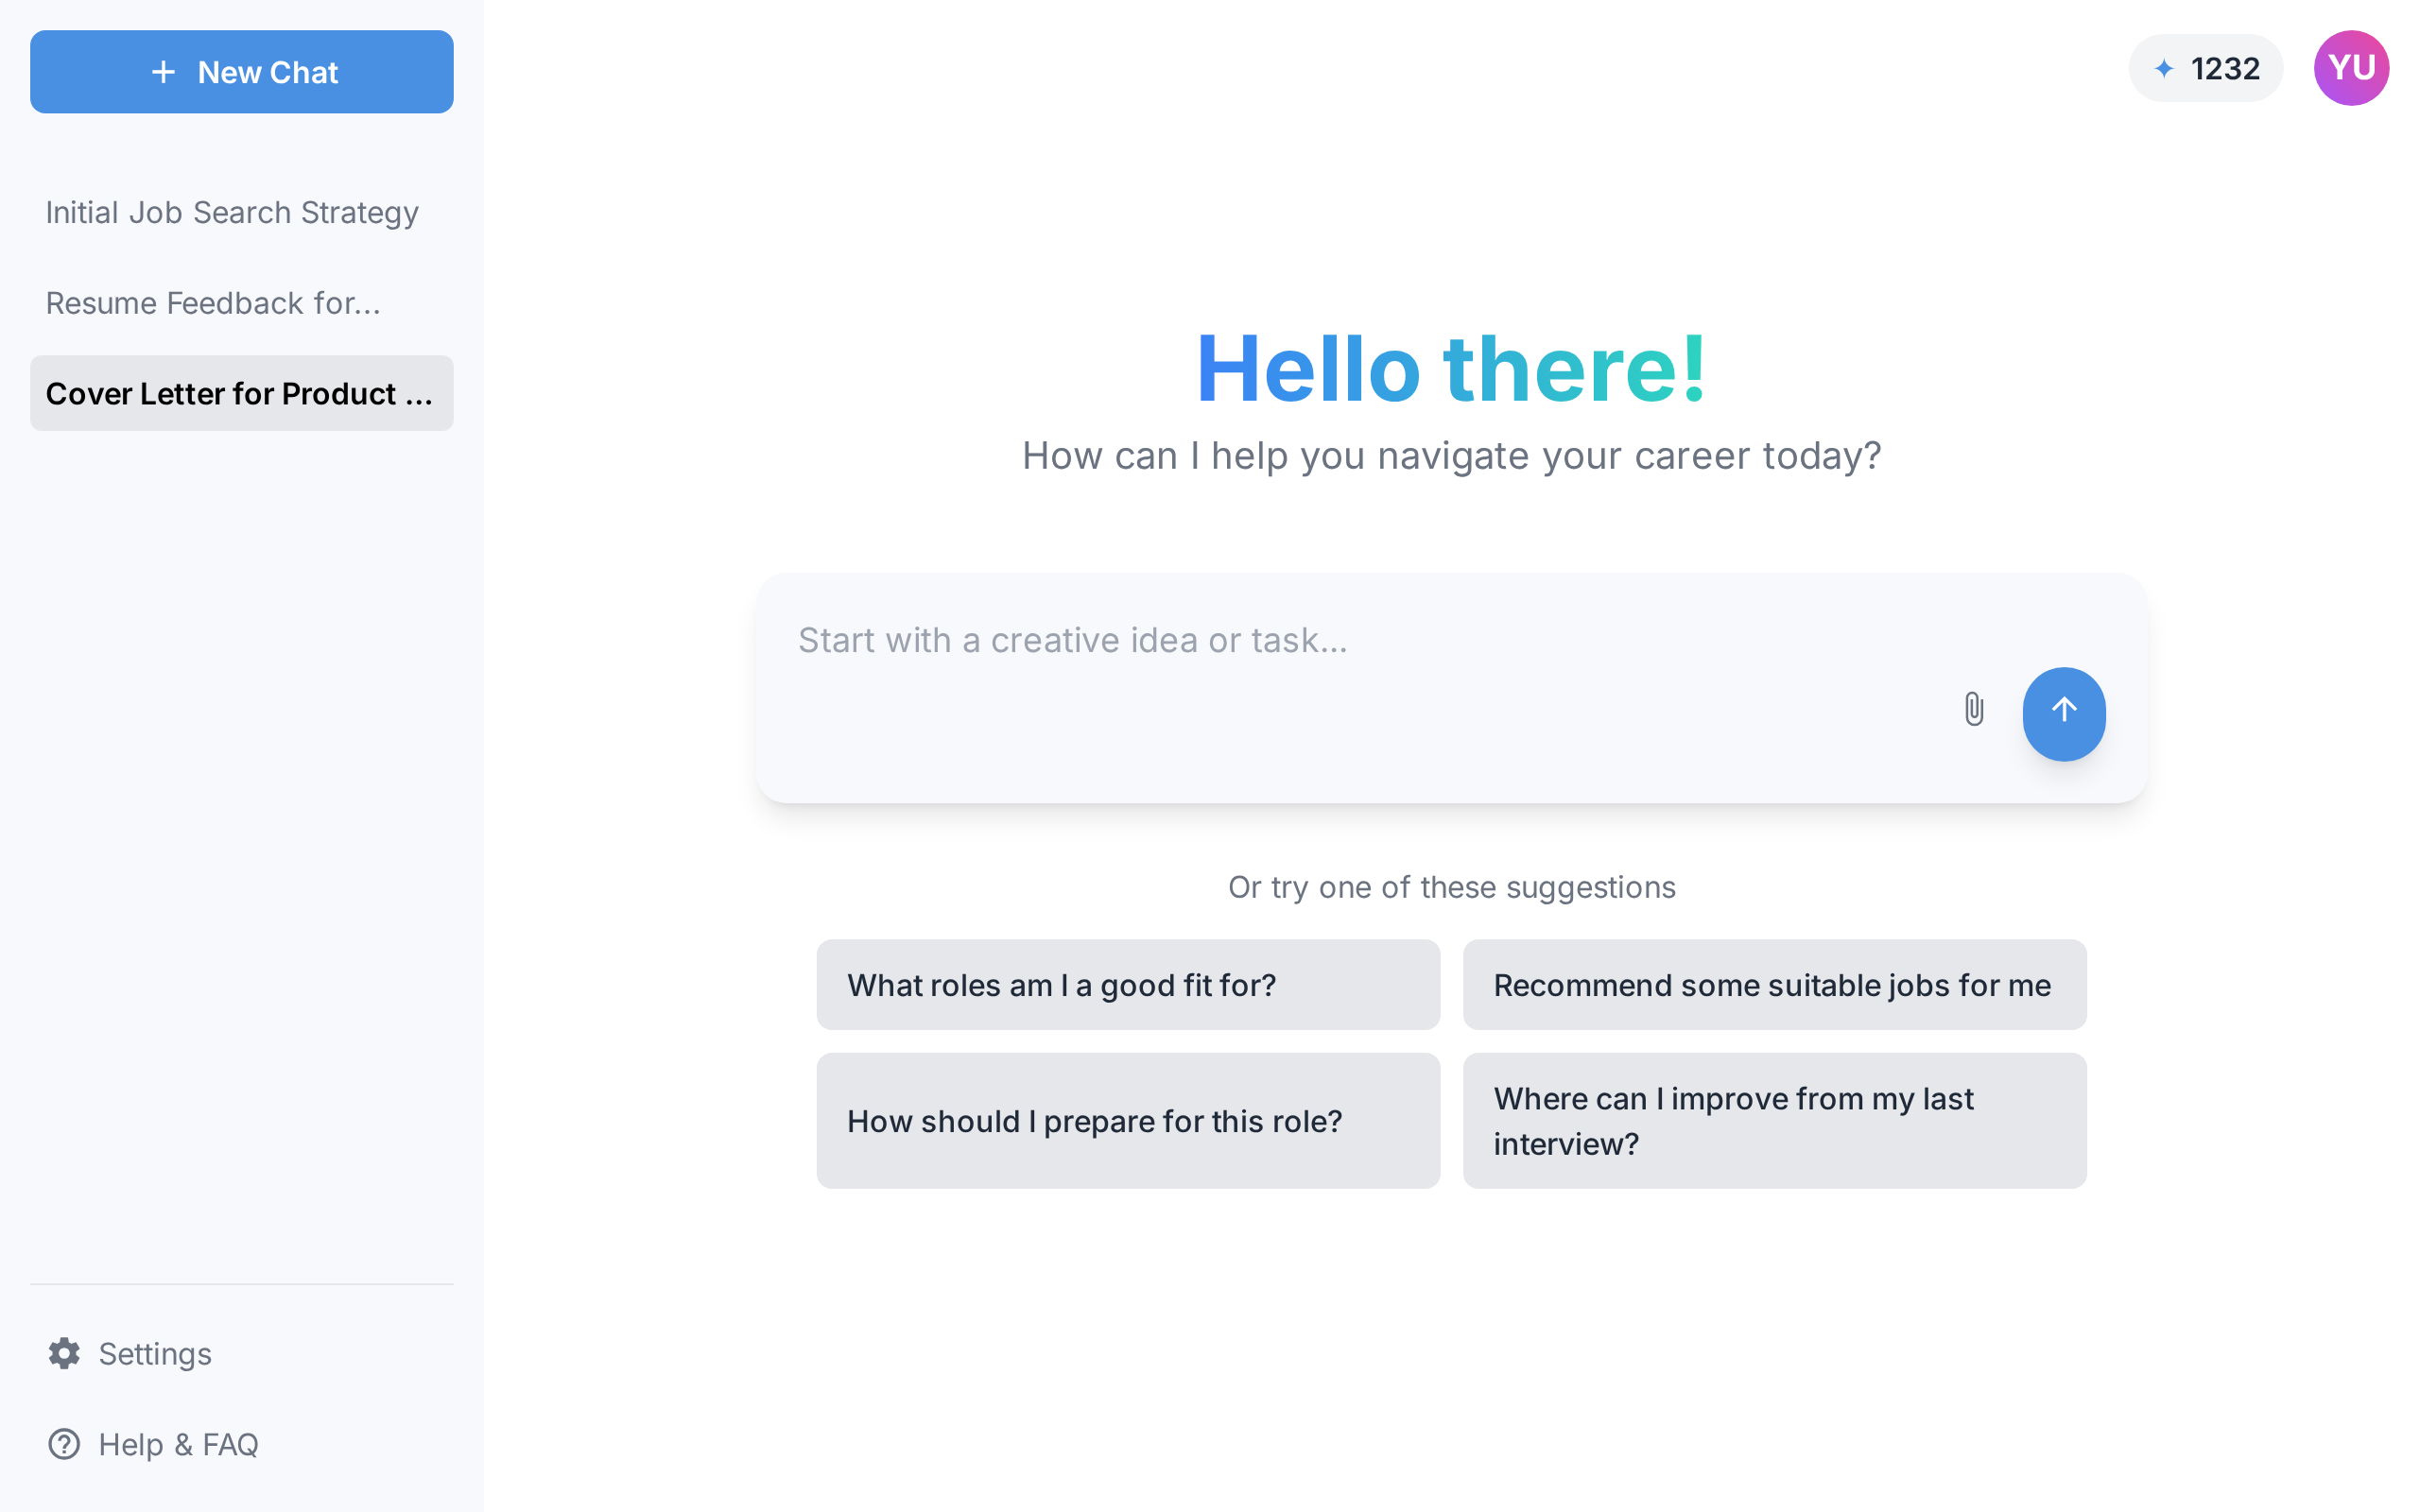 New Chat
Initial Job Search Strategy
Resume Feedback for...
Cover Letter for Product ...
Settings
Help & FAQ
1232
YU
Hello there!
How can I help you navigate your career today?
Start with a creative idea or task...
Or try one of these suggestions
What roles am I a good fit for?
Recommend some suitable jobs for me
How should I prepare for this role?
Where can I improve from my last
interview?